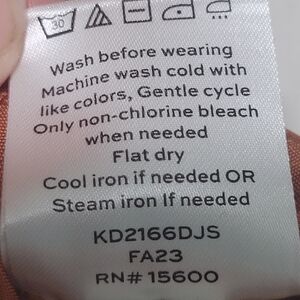 30
Wash before wearing
Machine wash cold with
like colors, Gentle cycle
Only non-chlorine bleach
when needed
Flat dry
Cool iron if needed OR
Steam iron If needed
KD2166DJS
FA23
RN# 15600